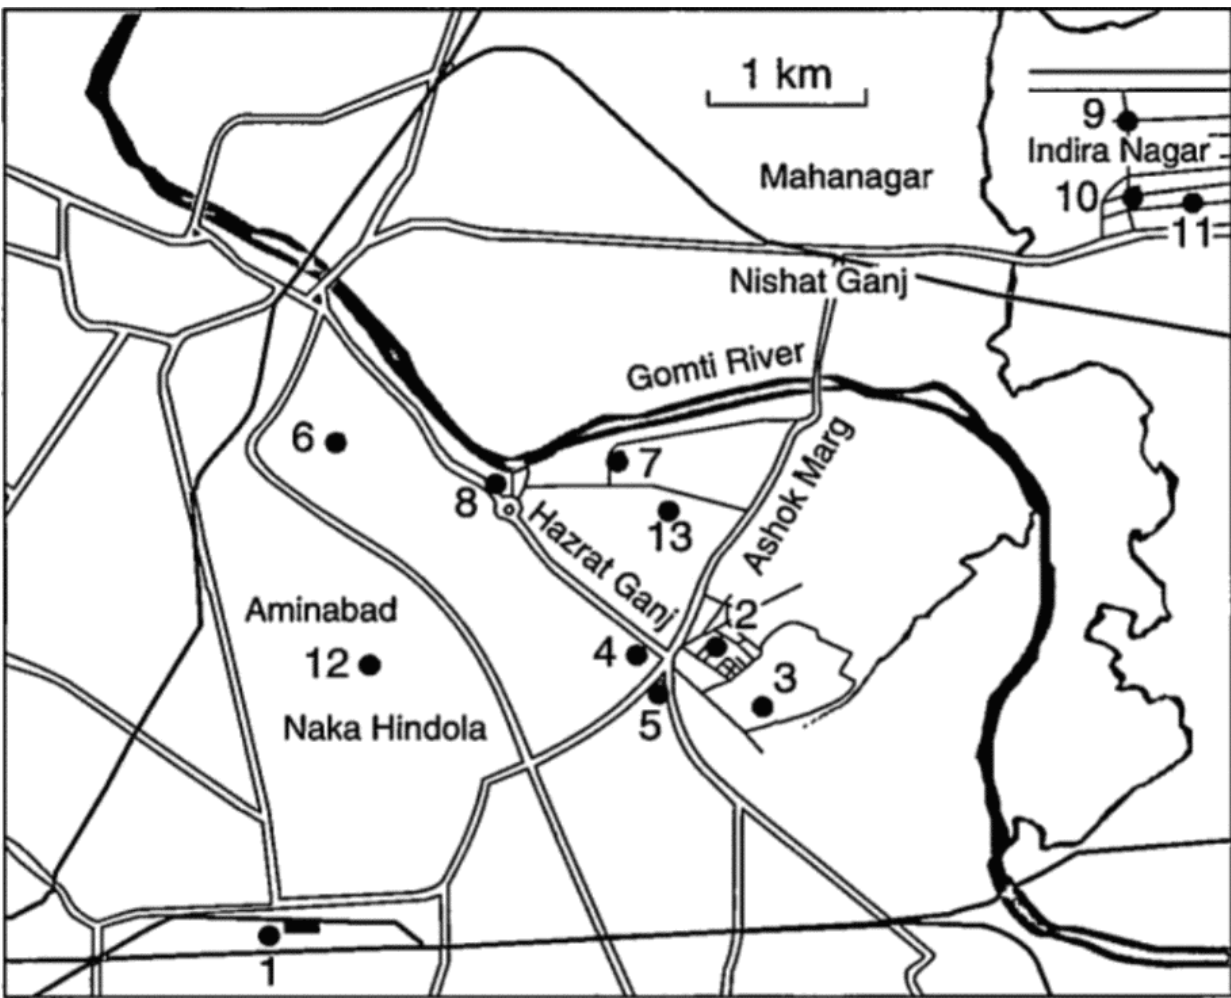 1 km
9
Indira Nagar
Mahanagar
10
11
Nishat Ganj
Gomti River
6
7
8
13
Ashok Marg
Hazrat Ganj
Aminabad
2
4
12
3
Naka Hindola
5
1